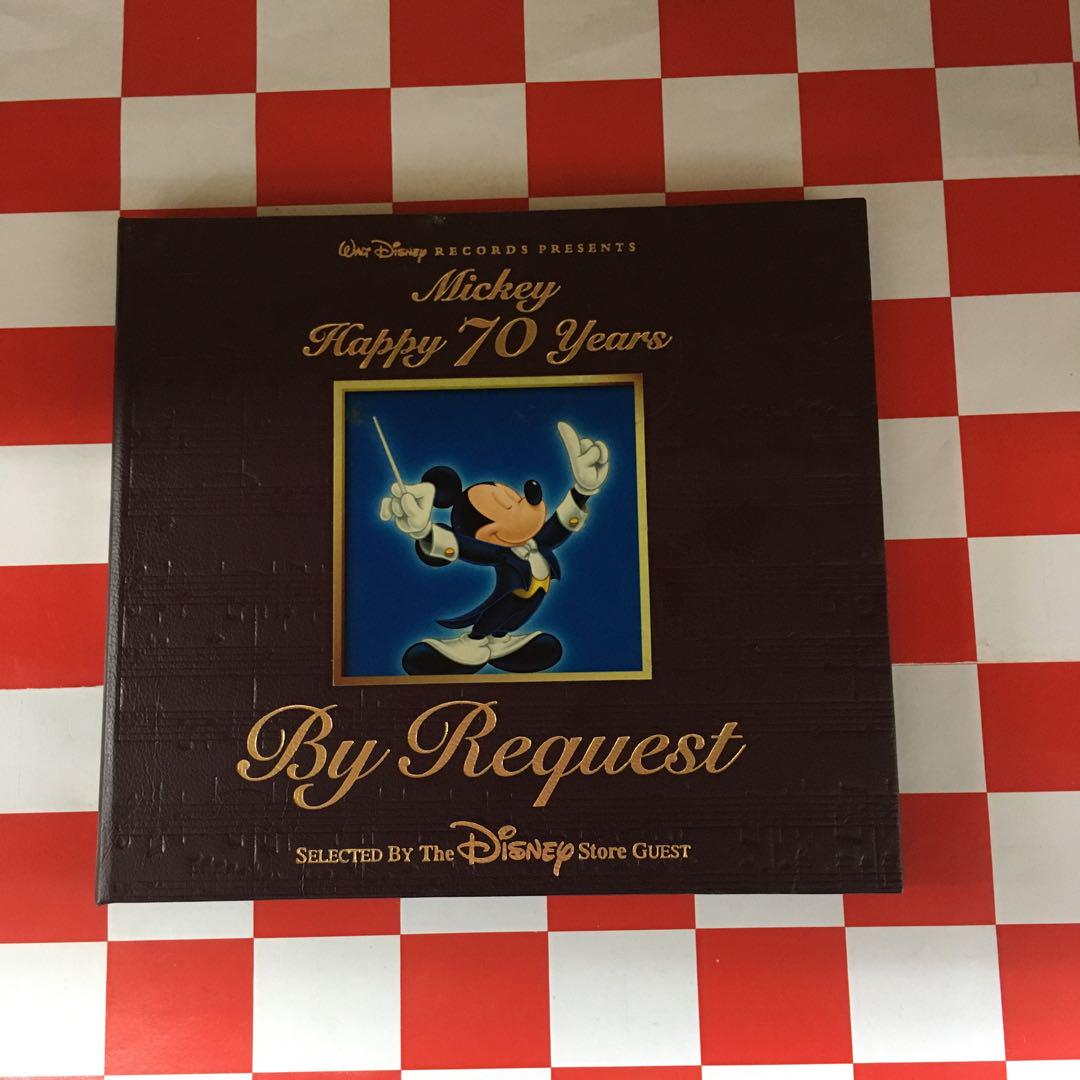 WALT DISNEY RECORDS PRESENTS
Mickey
Happy 70 Years
By Request
SELECTED BY The DISNEY Store GUEST